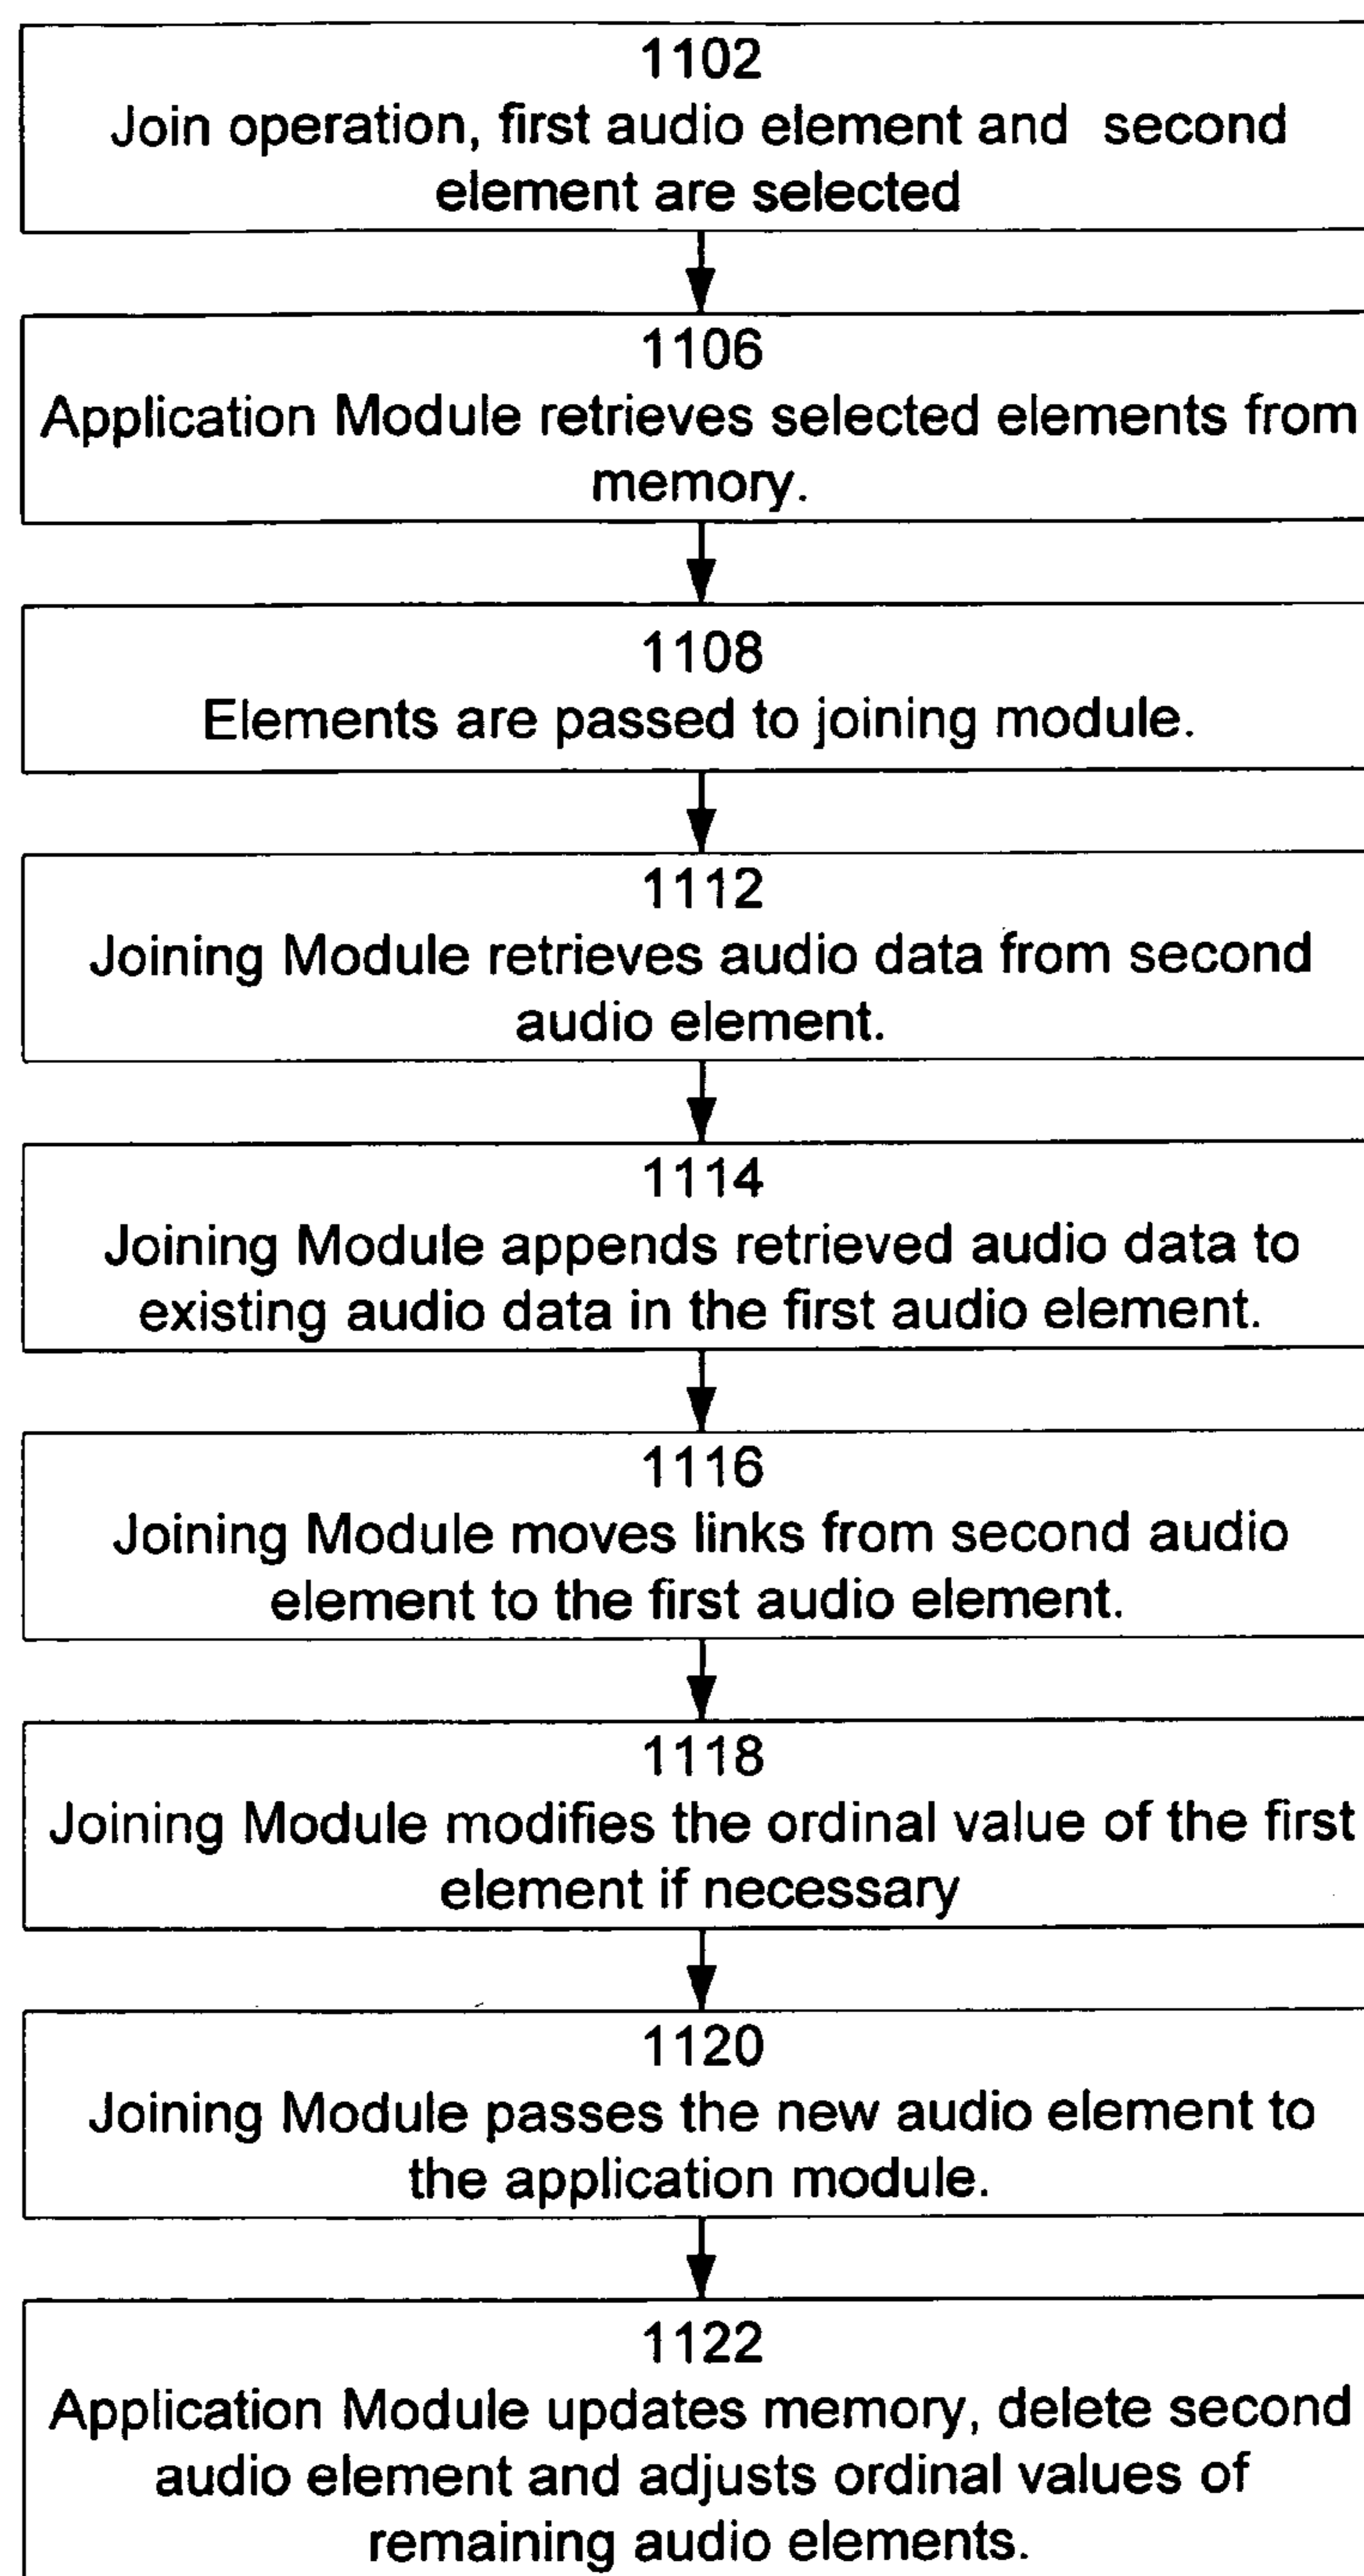 1102
Join operation, first audio element and second
element are selected
1106
Application Module retrieves selected elements from
memory.
1108
Elements are passed to joining module.
1112
Joining Module retrieves audio data from second
audio element.
1114
Joining Module appends retrieved audio data to
existing audio data in the first audio element.
1116
Joining Module moves links from second audio
element to the first audio element.
1118
Joining Module modifies the ordinal value of the first
element if necessary
1120
Joining Module passes the new audio element to
the application module.
1122
Application Module updates memory, delete second
audio element and adjusts ordinal values of
remaining audio elements.